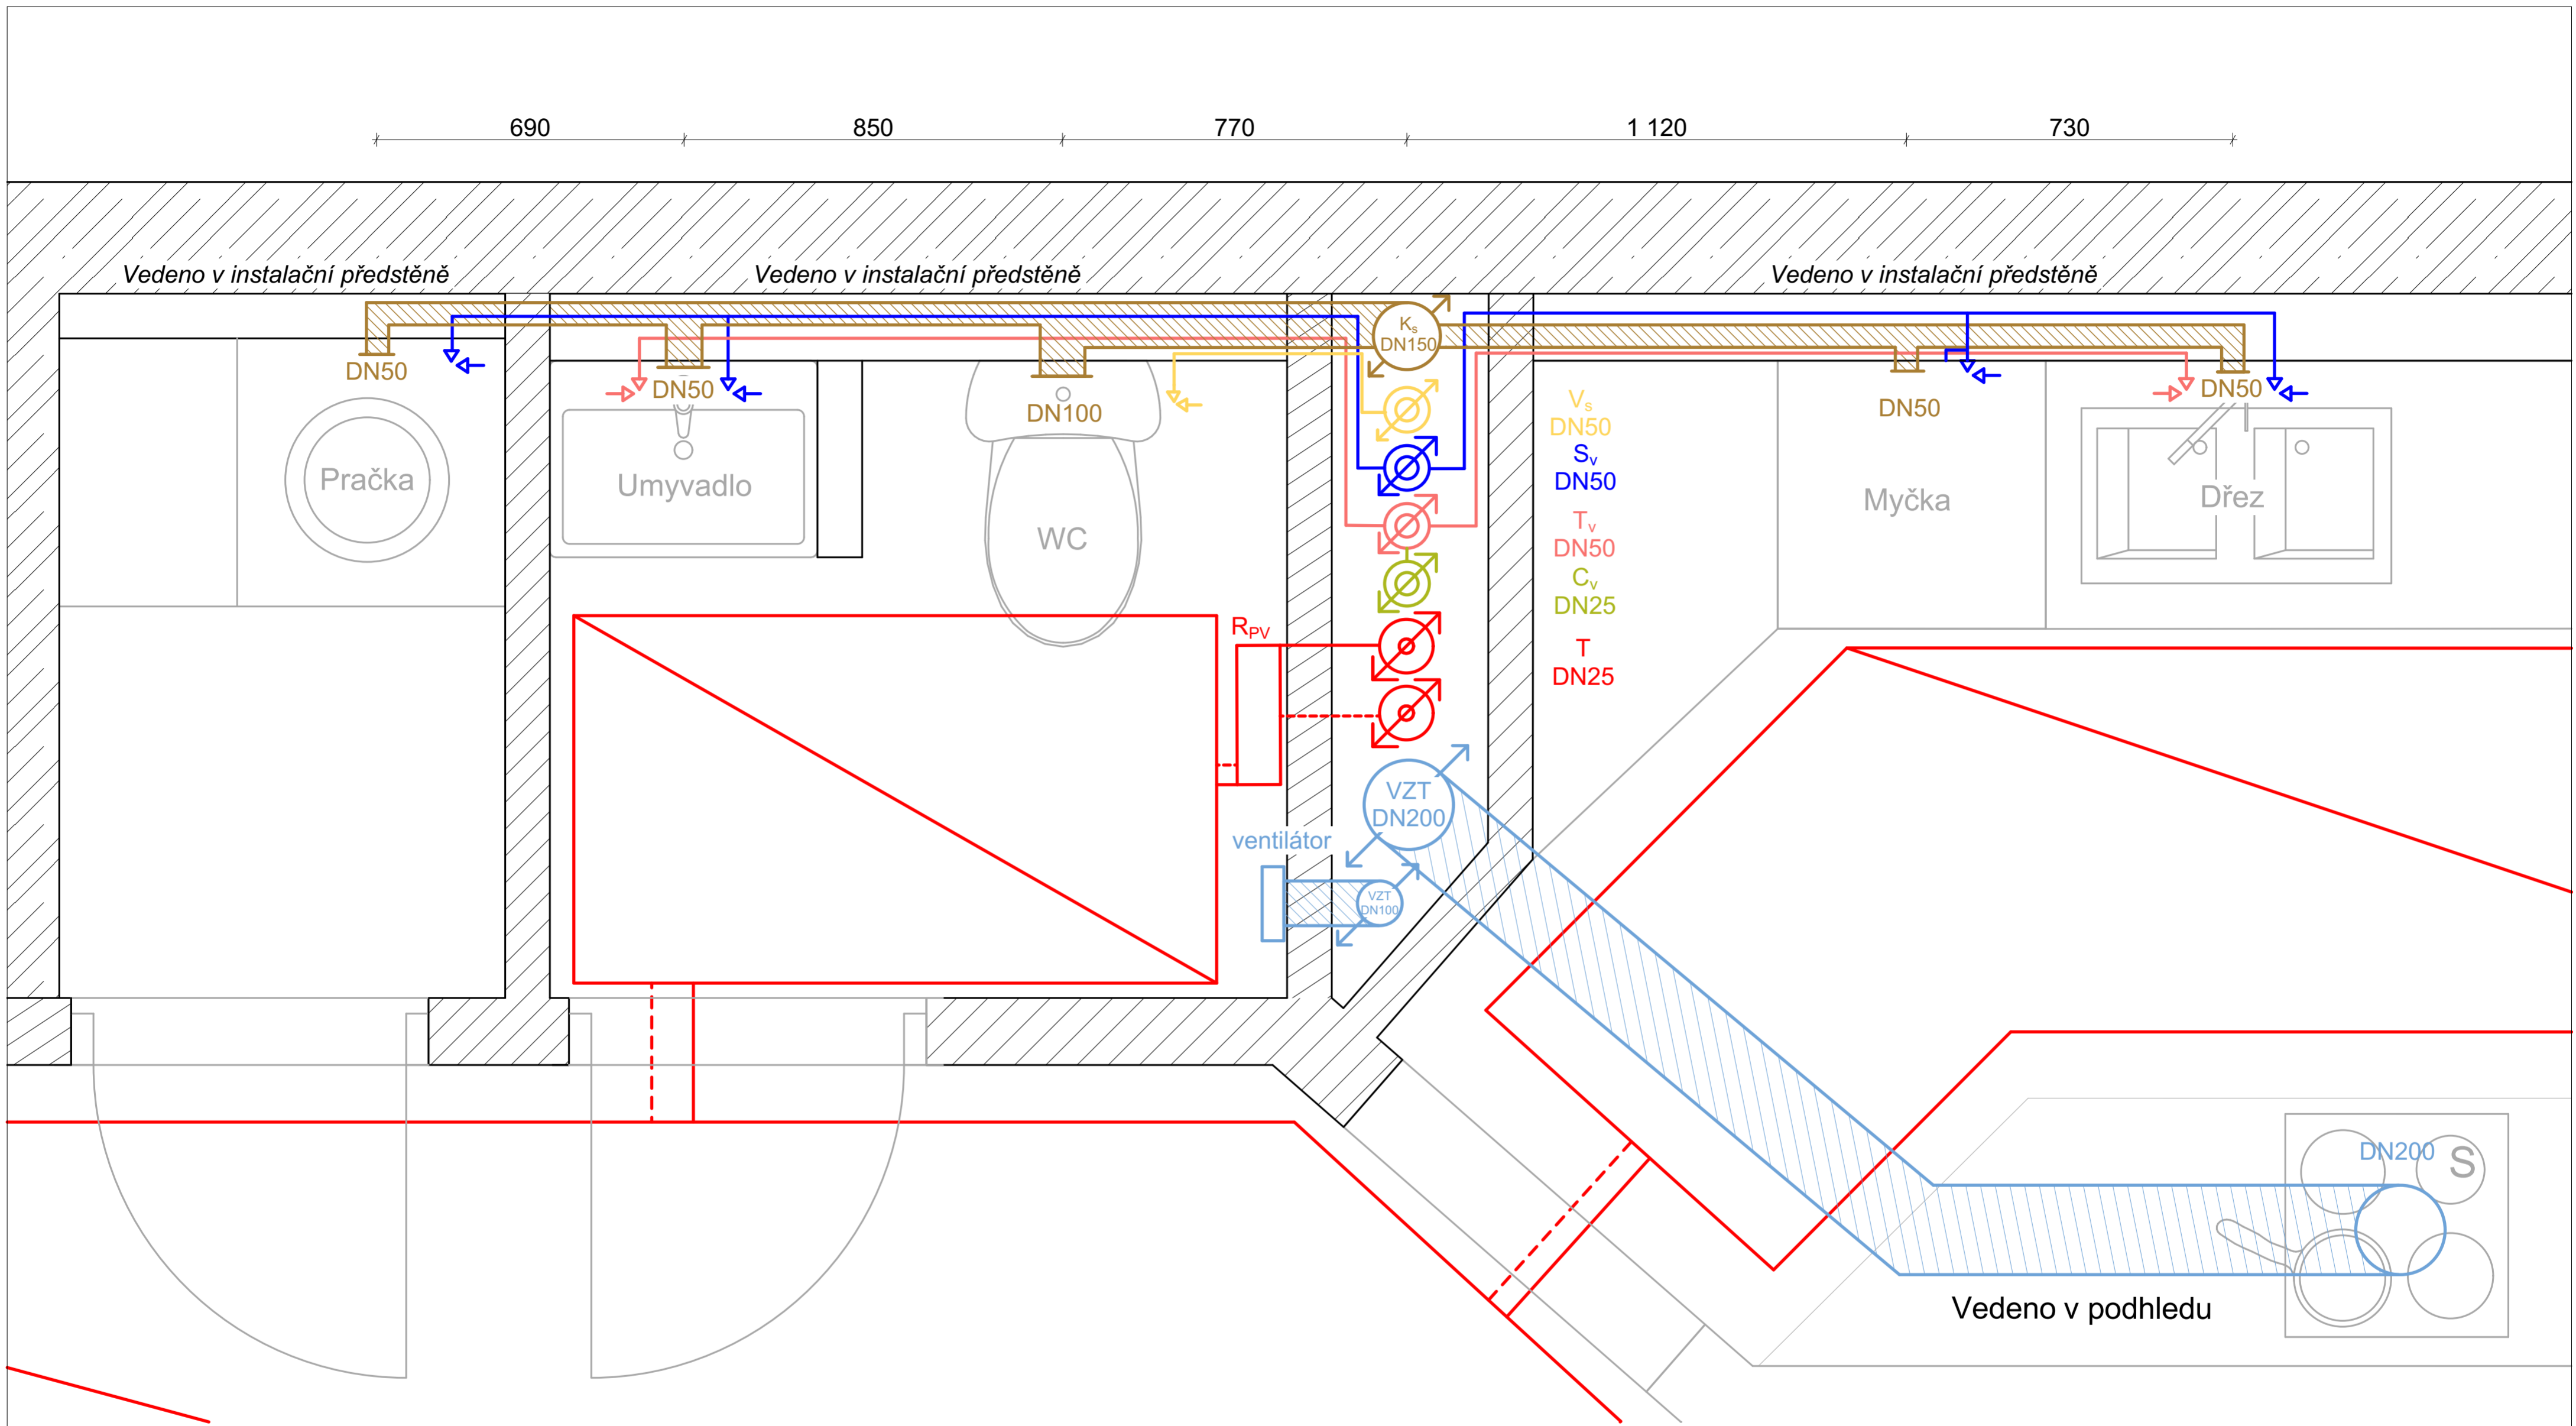 690
850
770
1 120
730
Vedeno v instalační předstěně
Vedeno v instalační předstěně
Vedeno v instalační předstěně
Ks
DN150
DN50
DN50
DN100
DN50
DN50
Vs
DN50
Sv
DN50
Tv
DN50
Cv
DN25
T
DN25
Pračka
Umyvadlo
WC
Myčka
Dřez
RPV
VZT
DN200
ventilátor
VZT
DN100
DN200
S
Vedeno v podhledu